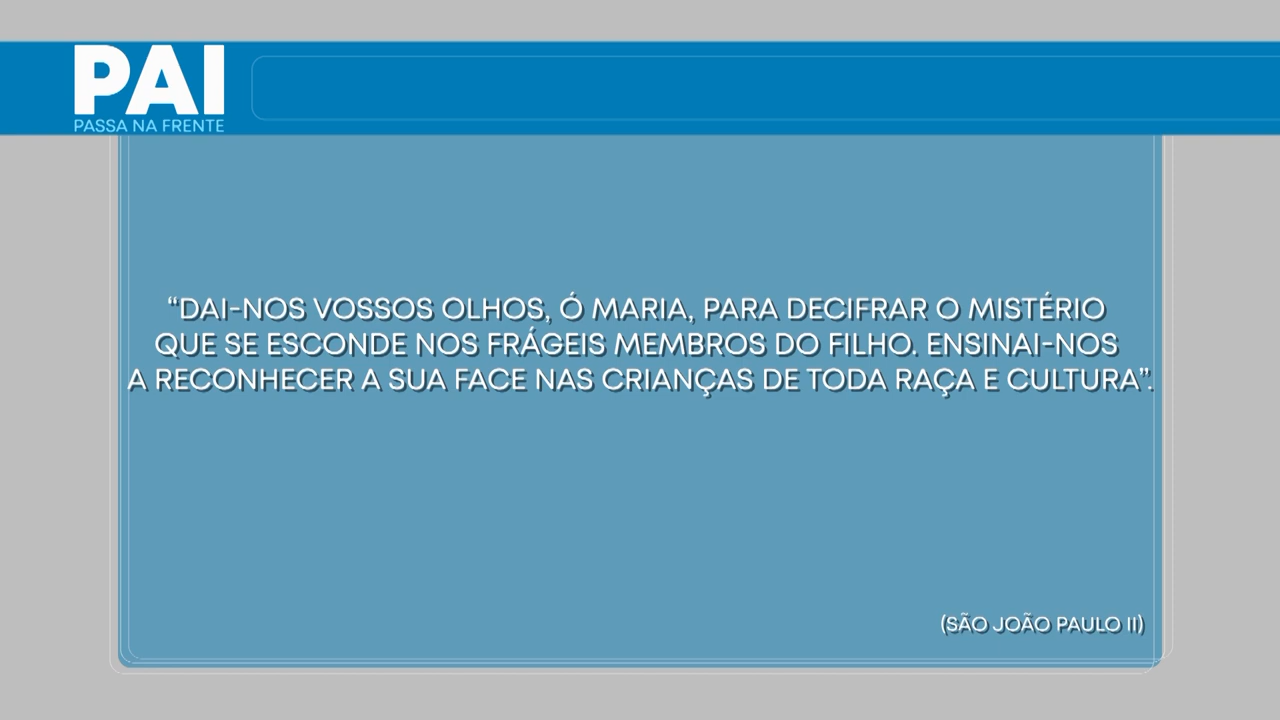 PAI
PASSA NA FRENTE
“DAI-NOS VOSSOS OLHOS, Ó MARIA, PARA DECIFRAR O MISTÉRIO
QUE SE ESCONDE NOS FRÁGEIS MEMBROS DO FILHO. ENSINAI-NOS
A RECONHECER A SUA FACE NAS CRIANÇAS DE TODA RAÇA E CULTURA”.
(SÃO JOÃO PAULO II)